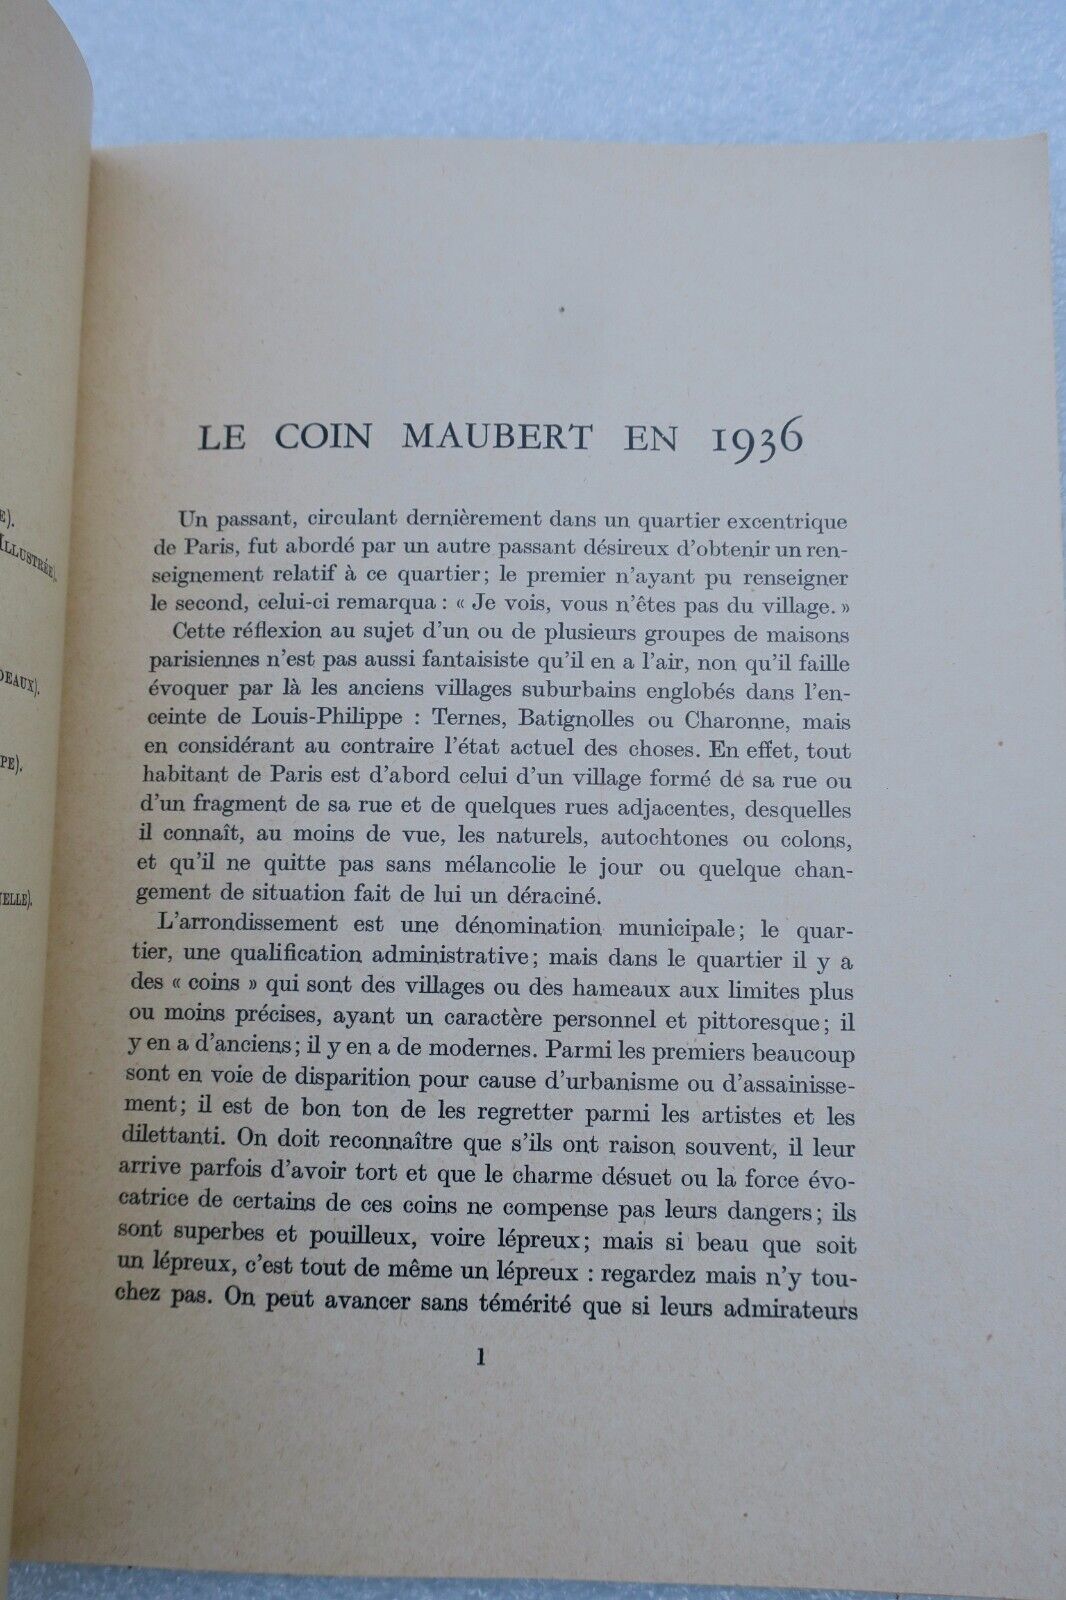 E).
ILLUSTRÉE).
DEAUX).
PE).
NELLE).
LE COIN MAUBERT EN 1936
Un passant, circulant dernièrement dans un quartier excentrique
de Paris, fut abordé par un autre passant désireux d'obtenir un ren-
seignement relatif à ce quartier; le premier n'ayant pu renseigner
le second, celui-ci remarqua : « Je vois, vous n'êtes pas du village. »
Cette réflexion au sujet d'un ou de plusieurs groupes de maisons
parisiennes n'est pas aussi fantaisiste qu'il en a l'air, non qu'il faille
évoquer par là les anciens villages suburbains englobés dans l'en-
ceinte de Louis-Philippe : Ternes, Batignolles ou Charonne, mais
en considérant au contraire l'état actuel des choses. En effet, tout
habitant de Paris est d'abord celui d'un village formé de sa rue ou
d'un fragment de sa rue et de quelques rues adjacentes, desquelles
il connaît, au moins de vue, les naturels, autochtones ou colons,
et qu'il ne quitte pas sans mélancolie le jour ou quelque chan-
gement de situation fait de lui un déraciné.
L'arrondissement est une dénomination municipale; le quar-
tier, une qualification administrative; mais dans le quartier il y a
des « coins » qui sont des villages ou des hameaux aux limites plus
ou moins précises, ayant un caractère personnel et pittoresque; il
y en a d'anciens; il y en a de modernes. Parmi les premiers beaucoup
sont en voie de disparition pour cause d'urbanisme ou d'assainisse-
ment; il est de bon ton de les regretter parmi les artistes et les
dilettanti. On doit reconnaître que s'ils ont raison souvent, il leur
arrive parfois d'avoir tort et que le charme désuet ou la force évo-
catrice de certains de ces coins ne compense pas leurs dangers; ils
sont superbes et pouilleux, voire lépreux; mais si beau que soit
un lépreux, c'est tout de même un lépreux : regardez mais n'y tou-
chez pas. On peut avancer sans témérité que si leurs admirateurs
1